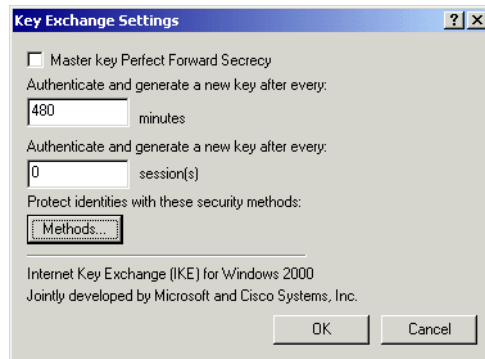 Key Exchange Settings
Master key Perfect Forward Secrecy
Authenticate and generate a new key after every:
480 minutes
Authenticate and generate a new key after every:
0 session(s)
Protect identities with these security methods:
Methods...
Internet Key Exchange (IKE) for Windows 2000
Jointly developed by Microsoft and Cisco Systems, Inc.
OK Cancel